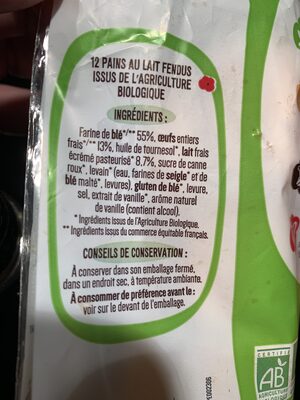 12 PAINS AU LAIT FENDUS
ISSUS DE L'AGRICULTURE
BIOLOGIQUE
INGRÉDIENTS :
Farine de blé*/** 55%, œufs entiers
frais*/** 13%, huile de tournesol*, lait frais
écrémé pasteurisé* 8,7%, sucre de canne
roux*, levain* (eau, farines de seigle* et de
blé malté*, levures), gluten de blé*, levure,
sel, extrait de vanille*, arôme naturel
de vanille (contient alcool).
* Ingrédients issus de l'Agriculture Biologique.
** Ingrédients issus du commerce équitable français.
CONSEILS DE CONSERVATION :
À conserver dans son emballage fermé,
dans un endroit sec, à température ambiante.
À consommer de préférence avant le :
voir sur le devant de l'emballage.
CERTIFIÉ
AB
AGRICULTURE